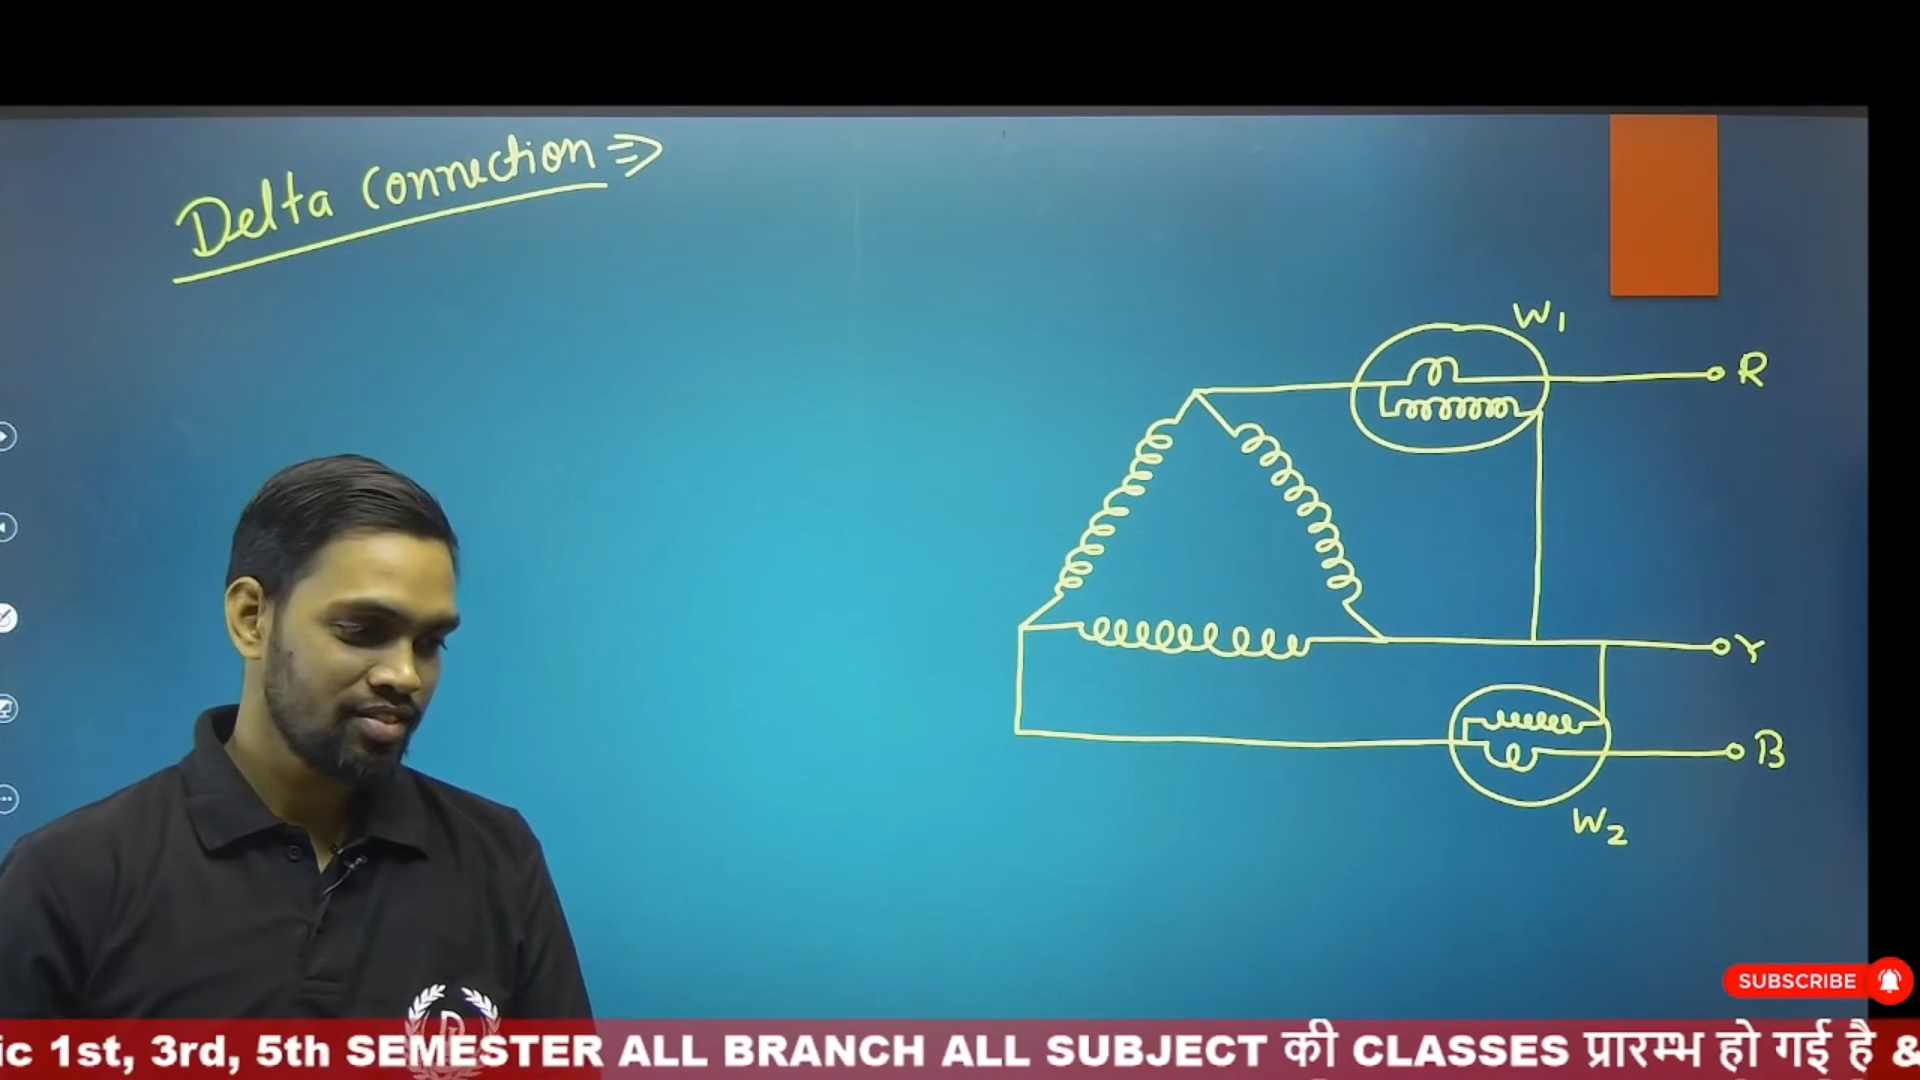 Delta Connection ⇒
W1
R
Y
B
W2
SUBSCRIBE
ic 1st, 3rd, 5th SEMESTER ALL BRANCH ALL SUBJECT की CLASSES प्रारम्भ हो गई है &